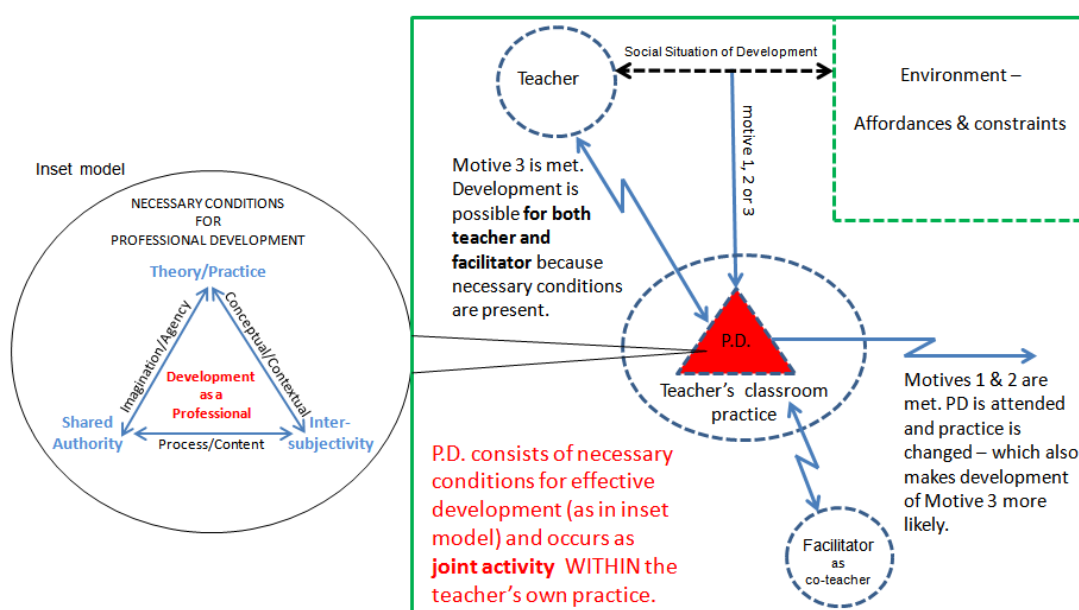 Inset model
NECESSARY CONDITIONS
FOR
PROFESSIONAL DEVELOPMENT
Theory/Practice
Imagination/Agency
Conceptual/Contextual
Development
as a
Professional
Shared
Authority
Inter-
subjectivity
Process/Content
Teacher
Social Situation of Development
motive 1, 2 or 3
Environment –
Affordances & constraints
Motive 3 is met.
Development is
possible for both
teacher and
facilitator because
necessary conditions
are present.
P.D.
Teacher's classroom
practice
Motives 1 & 2 are
met. PD is attended
and practice is
changed – which also
makes development
of Motive 3 more
likely.
P.D. consists of necessary
conditions for effective
development (as in inset
model) and occurs as
joint activity WITHIN the
teacher's own practice.
Facilitator
as
co-teacher